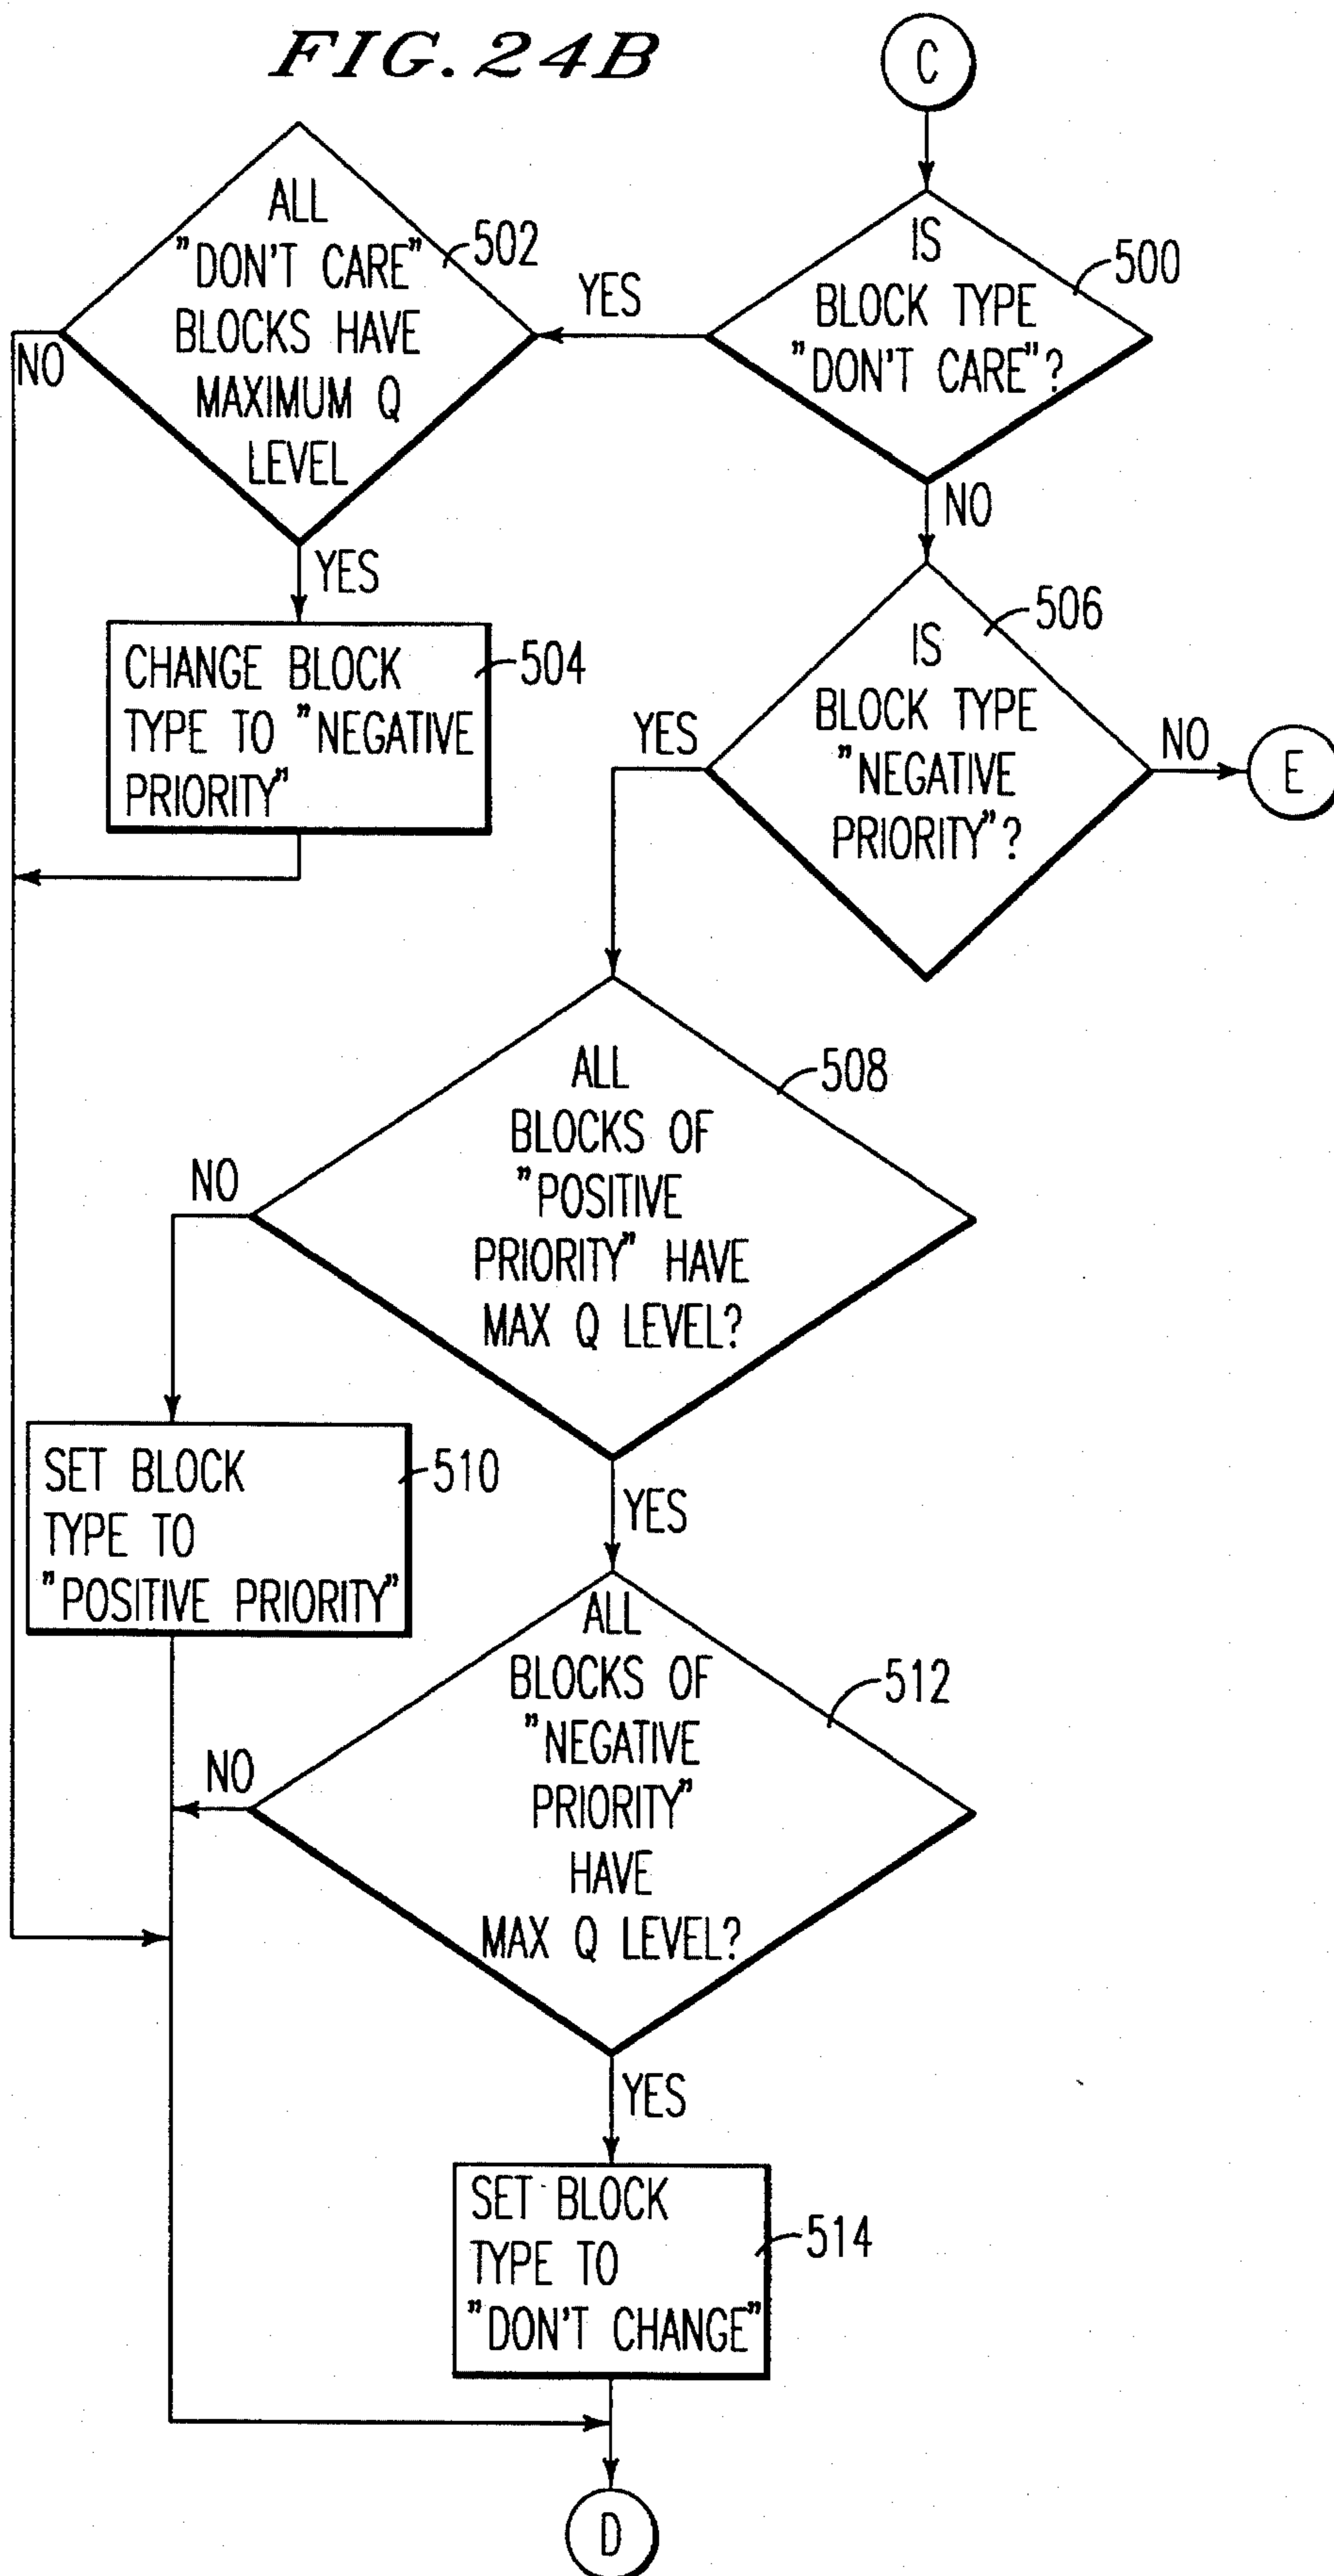 FIG. 24B
C
IS
BLOCK TYPE
"DON'T CARE"?
500
YES
NO
ALL
"DON'T CARE"
BLOCKS HAVE
MAXIMUM Q
LEVEL
502
NO
YES
CHANGE BLOCK
TYPE TO "NEGATIVE
PRIORITY"
504
IS
BLOCK TYPE
"NEGATIVE
PRIORITY"?
506
YES
NO
E
ALL
BLOCKS OF
"POSITIVE
PRIORITY" HAVE
MAX Q LEVEL?
508
NO
YES
SET BLOCK
TYPE TO
"POSITIVE PRIORITY"
510
ALL
BLOCKS OF
"NEGATIVE
PRIORITY"
HAVE
MAX Q LEVEL?
512
NO
YES
SET BLOCK
TYPE TO
"DON'T CHANGE"
514
D